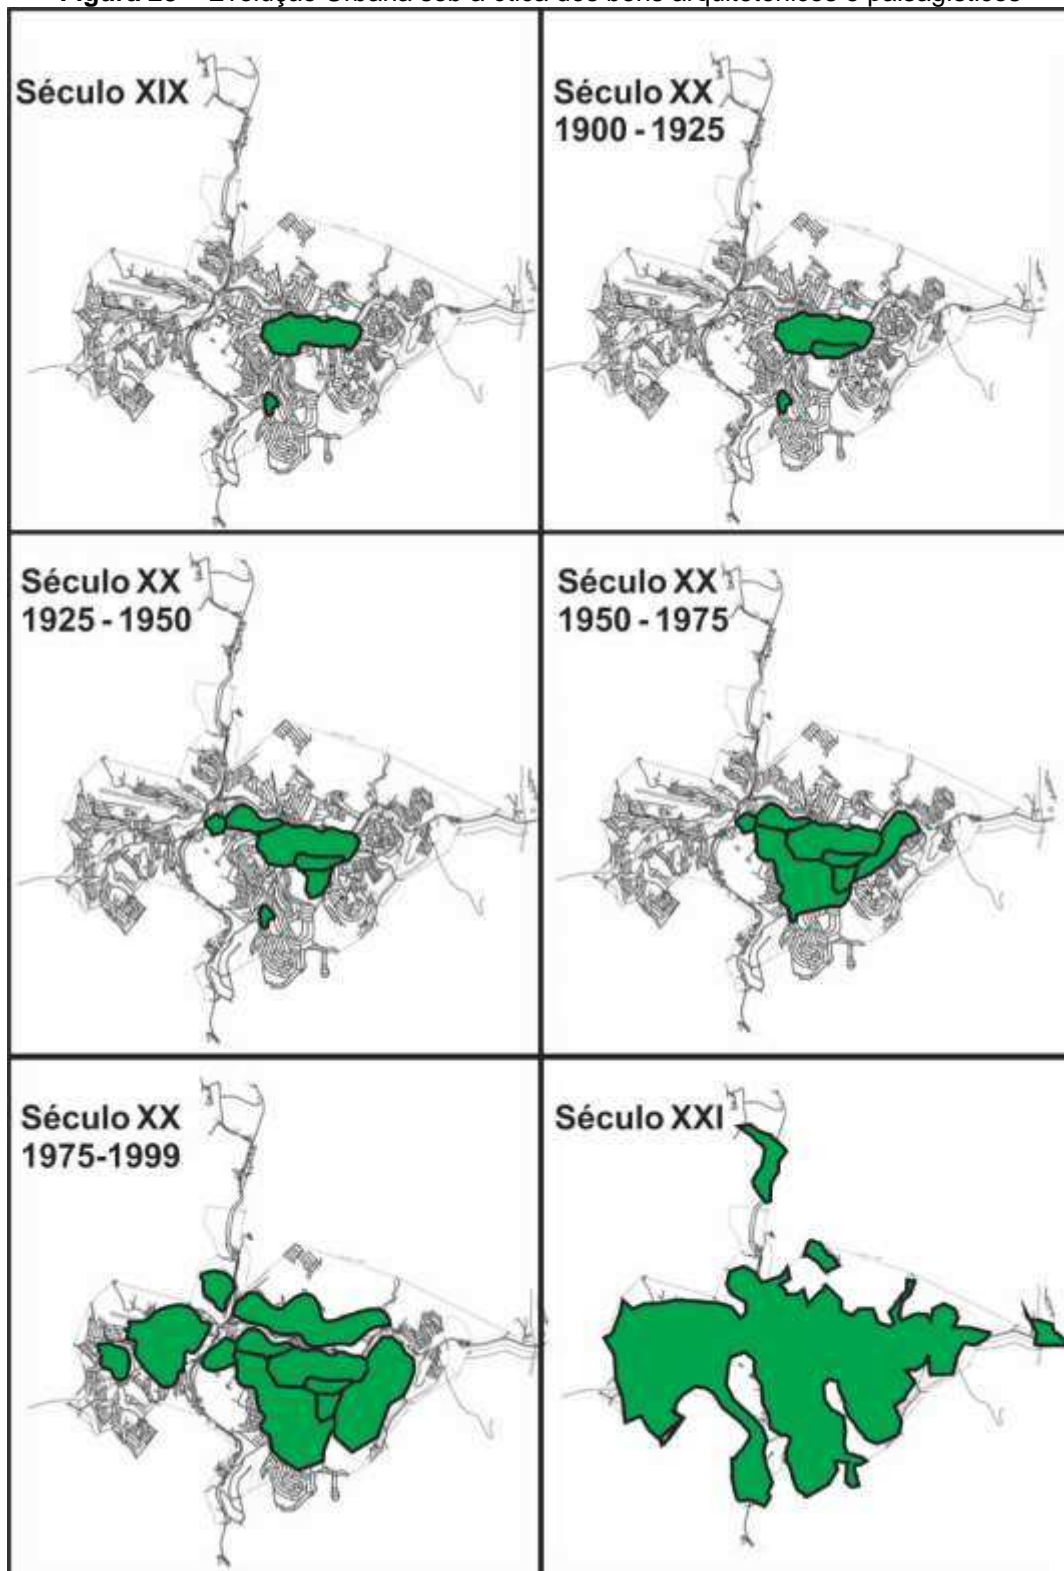 Século XIX
Século XX
1900 - 1925
Século XX
1925 - 1950
Século XX
1950 - 1975
Século XX
1975-1999
Século XXI